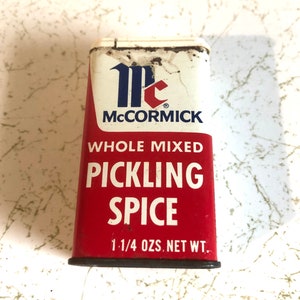 Mc®
McCORMICK
WHOLE MIXED
PICKLING
SPICE
1-1/4 OZS. NET WT.